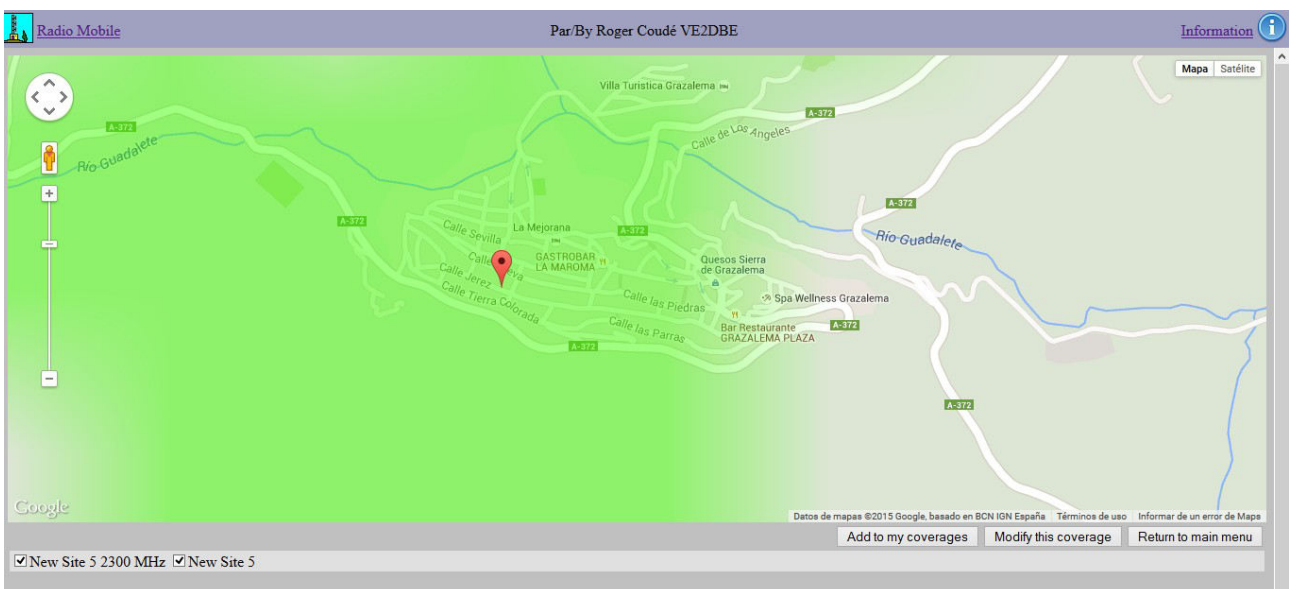 Radio Mobile
Par/By Roger Coudé VE2DBE
Information
Mapa Satélite
Villa Turistica Grazalema
A-372
Calle de Los Angeles
A-372
Río Guadalete
A-372
A-372
Calle Sevilla
La Mejorana
A-372
Río Guadalete
GASTROBAR
LA MAROMA
Quesos Sierra
de Grazalema
Calle Jerez
Calle Tierra Colorada
Calle las Piedras
Spa Wellness Grazalema
Calle las Parras
Bar Restaurante
GRAZALEMA PLAZA
A-372
A-372
A-372
Google
Datos de mapas ©2015 Google, basado en BCN IGN España Términos de uso Informar de un error de Maps
Add to my coverages Modify this coverage Return to main menu
New Site 5 2300 MHz New Site 5